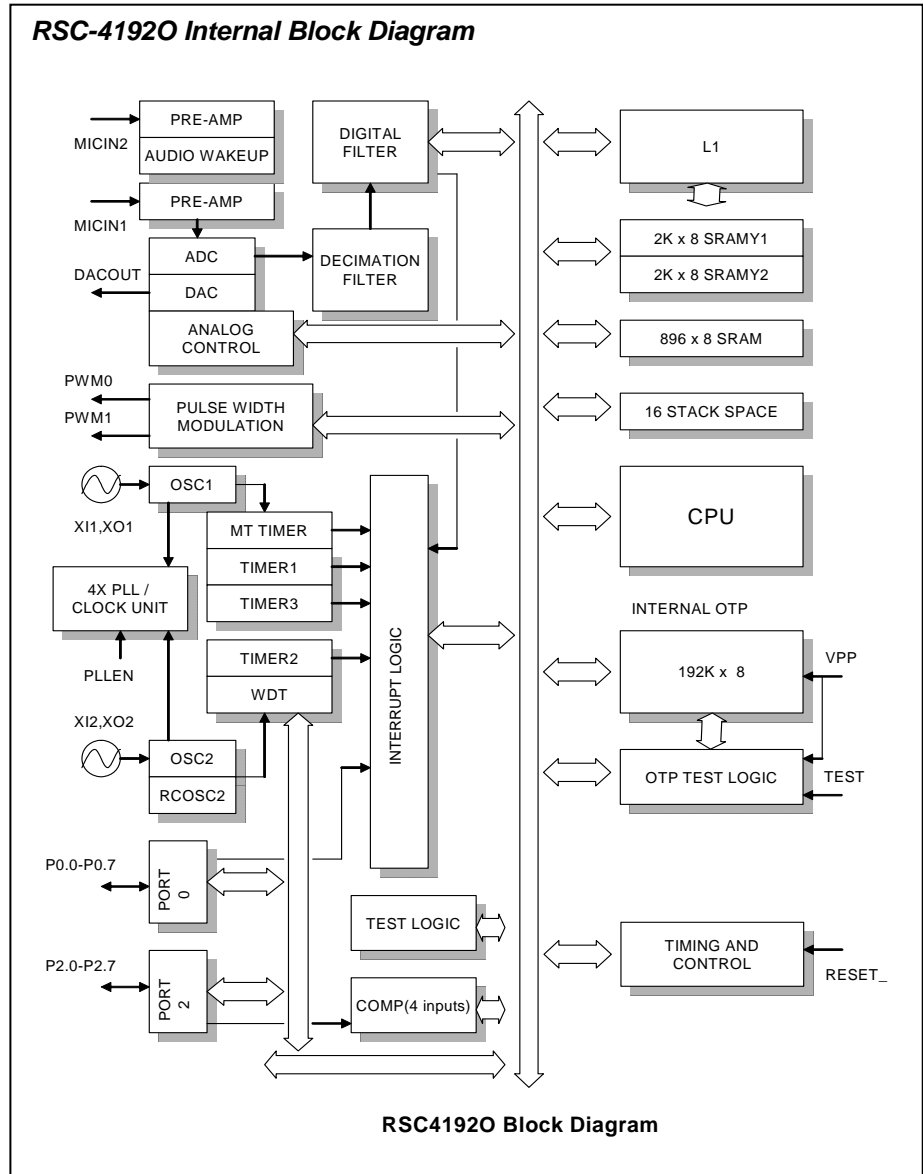 RSC-4192O Internal Block Diagram
MICIN2
PRE-AMP
AUDIO WAKEUP
MICIN1
PRE-AMP
DACOUT
ADC
DAC
ANALOG
CONTROL
DIGITAL
FILTER
DECIMATION
FILTER
PWM0
PWM1
PULSE WIDTH
MODULATION
OSC1
XI1,XO1
MT TIMER
TIMER1
TIMER3
4X PLL /
CLOCK UNIT
PLLEN
TIMER2
WDT
XI2,XO2
OSC2
RCOSC2
INTERRUPT LOGIC
P0.0-P0.7
PORT
0
P2.0-P2.7
PORT
2
TEST LOGIC
COMP(4 inputs)
L1
2K x 8 SRAMY1
2K x 8 SRAMY2
896 x 8 SRAM
16 STACK SPACE
CPU
INTERNAL OTP
192K x 8
VPP
OTP TEST LOGIC
TEST
TIMING AND
CONTROL
RESET_
RSC4192O Block Diagram